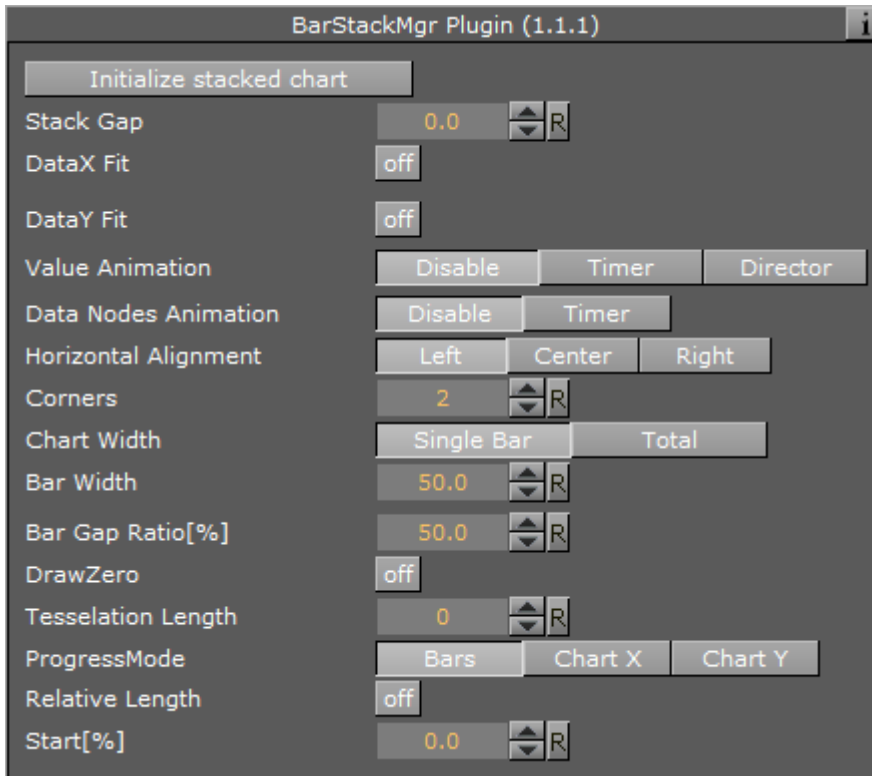 BarStackMgr Plugin (1.1.1) i
Initialize stacked chart
Stack Gap 0.0 R
DataX Fit off
DataY Fit off
Value Animation Disable Timer Director
Data Nodes Animation Disable Timer
Horizontal Alignment Left Center Right
Corners 2 R
Chart Width Single Bar Total
Bar Width 50.0 R
Bar Gap Ratio[%] 50.0 R
DrawZero off
Tesselation Length 0 R
ProgressMode Bars Chart X Chart Y
Relative Length off
Start[%] 0.0 R